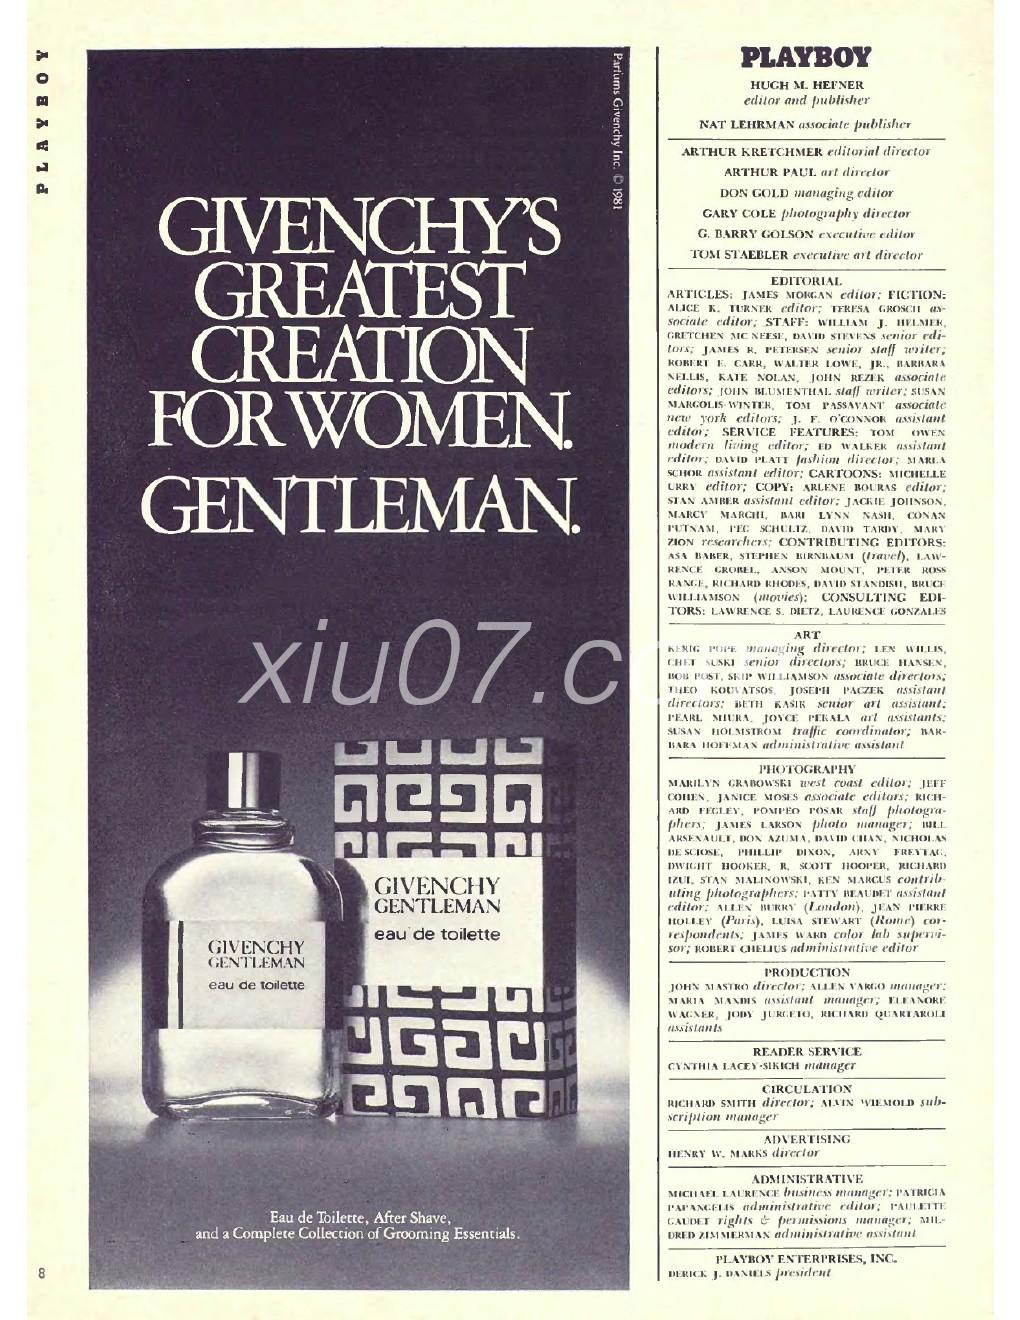 PLAYBOY
Parfums Givenchy Inc. © 1981
GIVENCHY'S
GREATEST
CREATION
FOR WOMEN.
GENTLEMAN.
xiu07.co
GIVENCHY
GENTLEMAN
eau de toilette
GIVENCHY
GENTLEMAN
eau de toilette
Eau de Toilette, After Shave,
and a Complete Collection of Grooming Essentials.
8
PLAYBOY
HUGH M. HEFNER
editor and publisher
NAT LEHRMAN associate publisher
ARTHUR KRETCHMER editorial director
ARTHUR PAUL art director
DON GOLD managing editor
GARY COLE photography director
G. BARRY GOLSON executive editor
TOM STAEBLER executive art director
EDITORIAL
ARTICLES: JAMES MORGAN editor; FICTION:
ALICE K. TURNER editor; TERESA GROSCH as-
sociate editor; STAFF: WILLIAM J. HELMER,
GRETCHEN MC NEESE, DAVID STEVENS senior edi-
tors; JAMES R. PETERSEN senior staff writer;
ROBERT E. CARR, WALTER LOWE, JR., BARBARA
NELLIS, KATE NOLAN, JOHN REZEK associate
editors; JOHN BLUMENTHAL staff writer; SUSAN
MARGOLIS-WINTER, TOM PASSAVANT associate
new york editors; J. F. O'CONNOR assistant
editor; SERVICE FEATURES: TOM OWEN
modern living editor; ED WALKER assistant
editor; DAVID PLATT fashion director; MARLA
SCHOR assistant editor; CARTOONS: MICHELLE
URRY editor; COPY: ARLENE BOURAS editor;
STAN AMBER assistant editor; JACKIE JOHNSON,
MARCY MARCHI, BARI LYNN NASH, CONAN
PUTNAM, PEG SCHULTZ, DAVID TARDY, MARY
ZION researchers; CONTRIBUTING EDITORS:
ASA BABER, STEPHEN BIRNBAUM (travel), LAW-
RENCE GROBEL, ANSON MOUNT, PETER ROSS
RANGE, RICHARD RHODES, DAVID STANDISH, BRUCE
WILLIAMSON (movies); CONSULTING EDI-
TORS: LAWRENCE S. DIETZ, LAURENCE GONZALES
ART
KERIG POPE managing director; LEN WILLIS,
CHET SUSKI senior directors; BRUCE HANSEN,
BOB POST, SKIP WILLIAMSON associate directors;
THEO KOUVATSOS, JOSEPH PACZEK assistant
directors; BETH KASIK senior art assistant;
PEARL MIURA, JOYCE PEKALA art assistants;
SUSAN HOLMSTROM traffic coordinator; BAR-
BARA HOFFMAN administrative assistant
PHOTOGRAPHY
MARILYN GRABOWSKI west coast editor; JEFF
COHEN, JANICE MOSES associate editors; RICH-
ARD FEGLEY, POMPEO POSAR staff photogra-
phers; JAMES LARSON photo manager; BILL
ARSENAULT, DON AZUMA, DAVID CHAN, NICHOLAS
DE SCIOSE, PHILLIP DIXON, ARNY FREYTAG,
DWIGHT HOOKER, R. SCOTT HOOPER, RICHARD
IZUI, STAN MALINOWSKI, KEN MARCUS contrib-
uting photographers; PATTY BEAUDET assistant
editor; ALLEN BURRY (London), JEAN PIERRE
HOLLEY (Paris), LUISA STEWART (Rome) cor-
respondents; JAMES WARD color lab supervi-
sor; ROBERT CHELIUS administrative editor
PRODUCTION
JOHN MASTRO director; ALLEN VARGO manager;
MARIA MANDIS assistant manager; ELEANORE
WAGNER, JODY JURGETO, RICHARD QUARTAROLI
assistants
READER SERVICE
CYNTHIA LACEY-SIKICH manager
CIRCULATION
RICHARD SMITH director; ALVIN WIEMOLD sub-
scription manager
ADVERTISING
HENRY W. MARKS director
ADMINISTRATIVE
MICHAEL LAURENCE business manager; PATRICIA
PAPANGELIS administrative editor; PAULETTE
GAUDET rights & permissions manager; MIL-
DRED ZIMMERMAN administrative assistant
PLAYBOY ENTERPRISES, INC.
DERICK J. DANIELS president